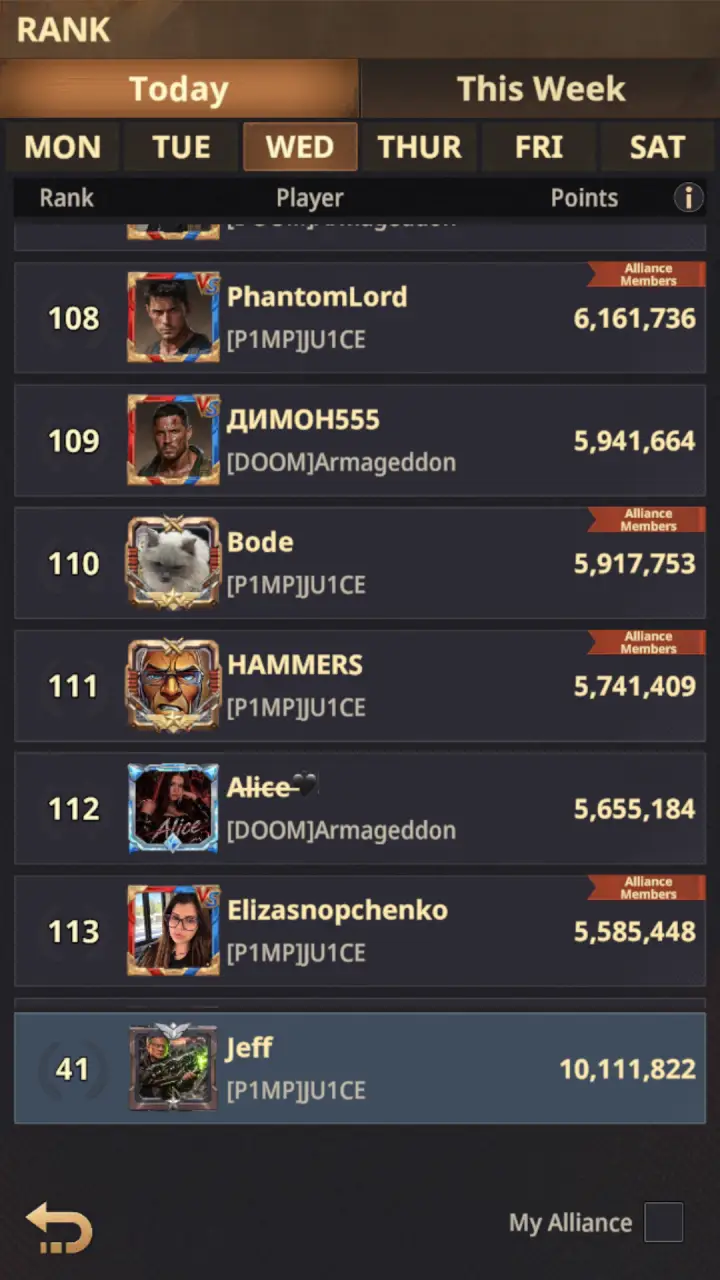 RANK
Today
This Week
MON
TUE
WED
THUR
FRI
SAT
Rank
Player
Points
[DOOM]Armageddon
108
PhantomLord
[P1MP]JU1CE
Alliance
Members
6,161,736
109
ДИМОН555
[DOOM]Armageddon
5,941,664
110
Bode
[P1MP]JU1CE
Alliance
Members
5,917,753
111
HAMMERS
[P1MP]JU1CE
Alliance
Members
5,741,409
112
Alice
Alice🖤
[DOOM]Armageddon
5,655,184
113
Elizasnopchenko
[P1MP]JU1CE
Alliance
Members
5,585,448
41
Jeff
[P1MP]JU1CE
10,111,822
My Alliance